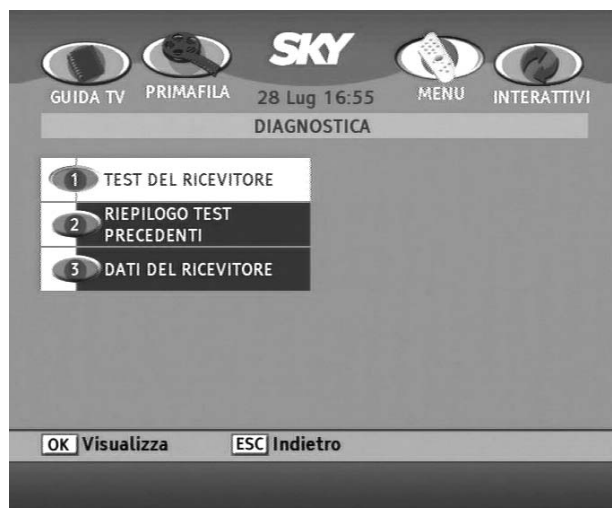 SKY
GUIDA TV PRIMAFILA 28 Lug 16:55 MENU INTERATTIVI
DIAGNOSTICA
1 TEST DEL RICEVITORE
2 RIEPILOGO TEST
PRECEDENTI
3 DATI DEL RICEVITORE
OK Visualizza ESC Indietro